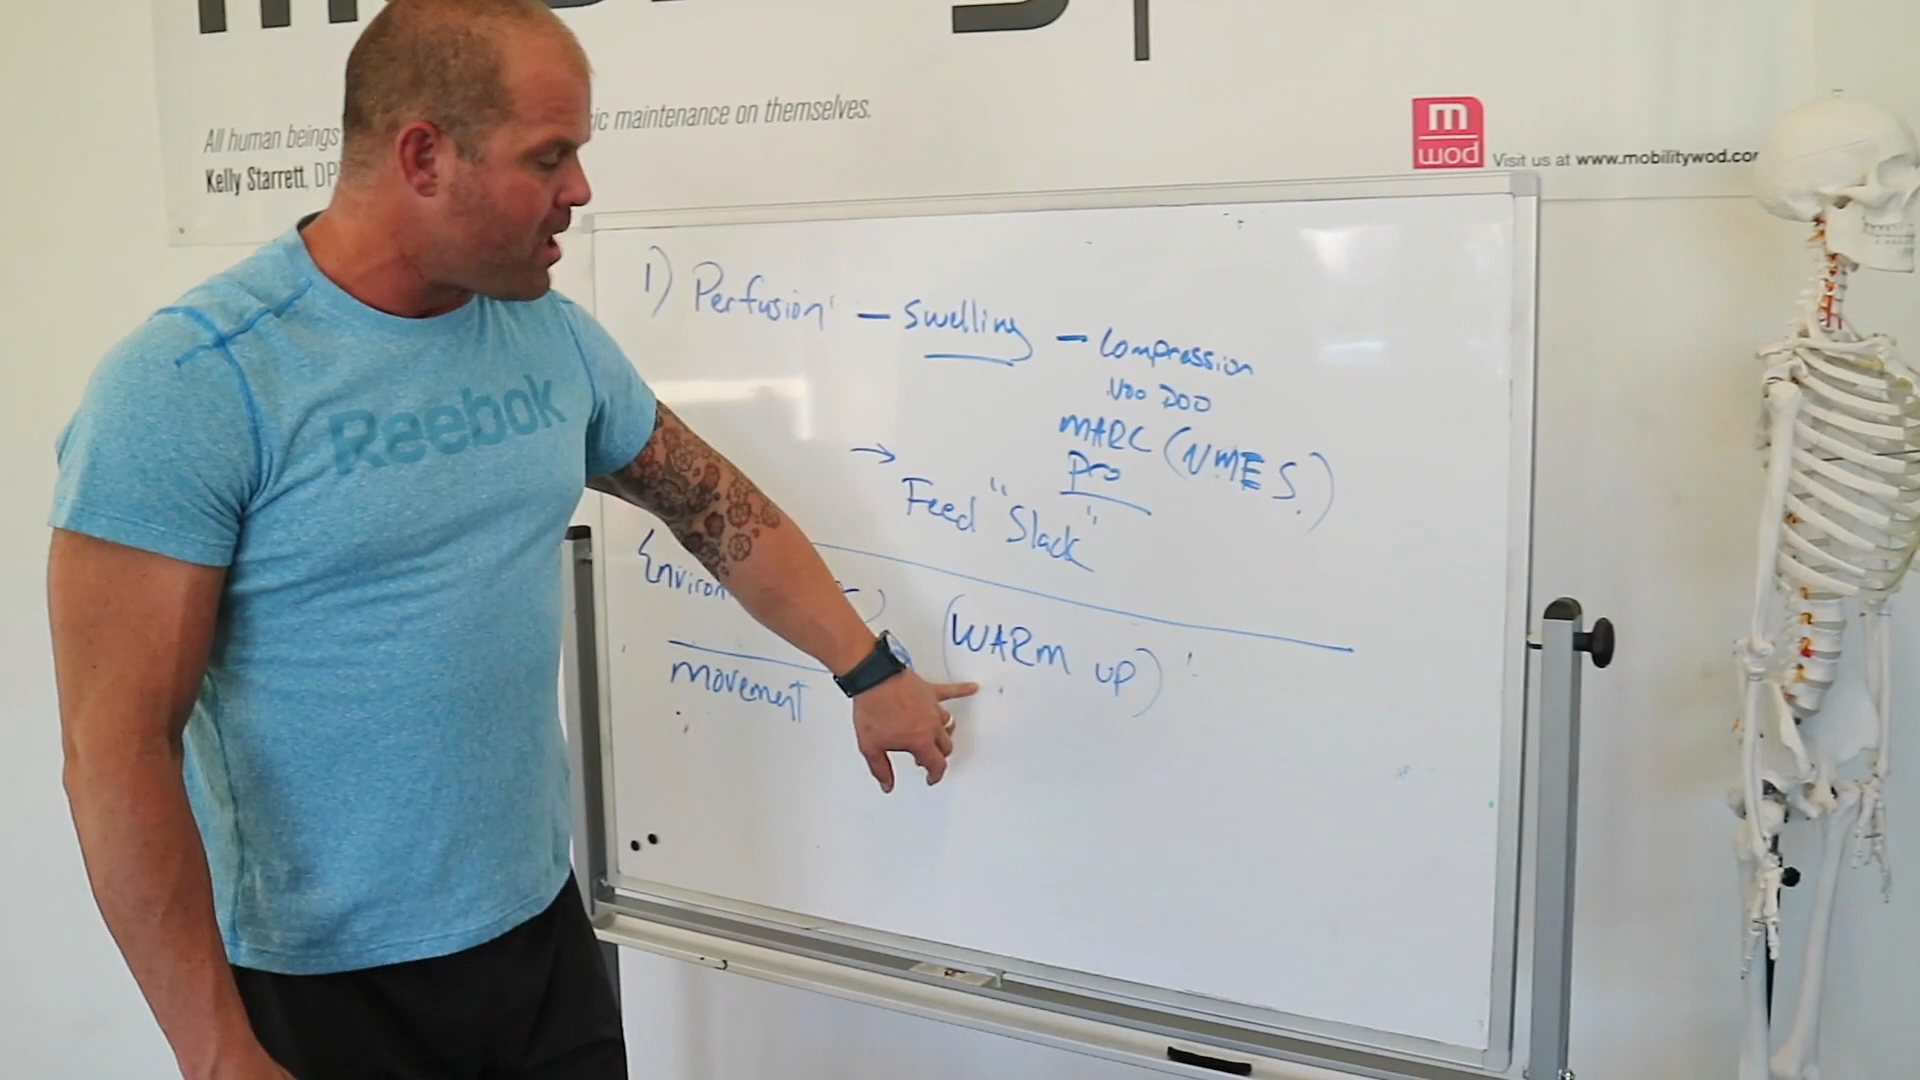 All human beings
sic maintenance on themselves.
Kelly Starrett, DP
m
wod
Visit us at www.mobilitywod.co
Reebok
1) Perfusion - Swelling - Compression
Voo Doo
MARC (NMES)
Pro
→ Feed "Slack"
Environ
(WARM UP)
movement